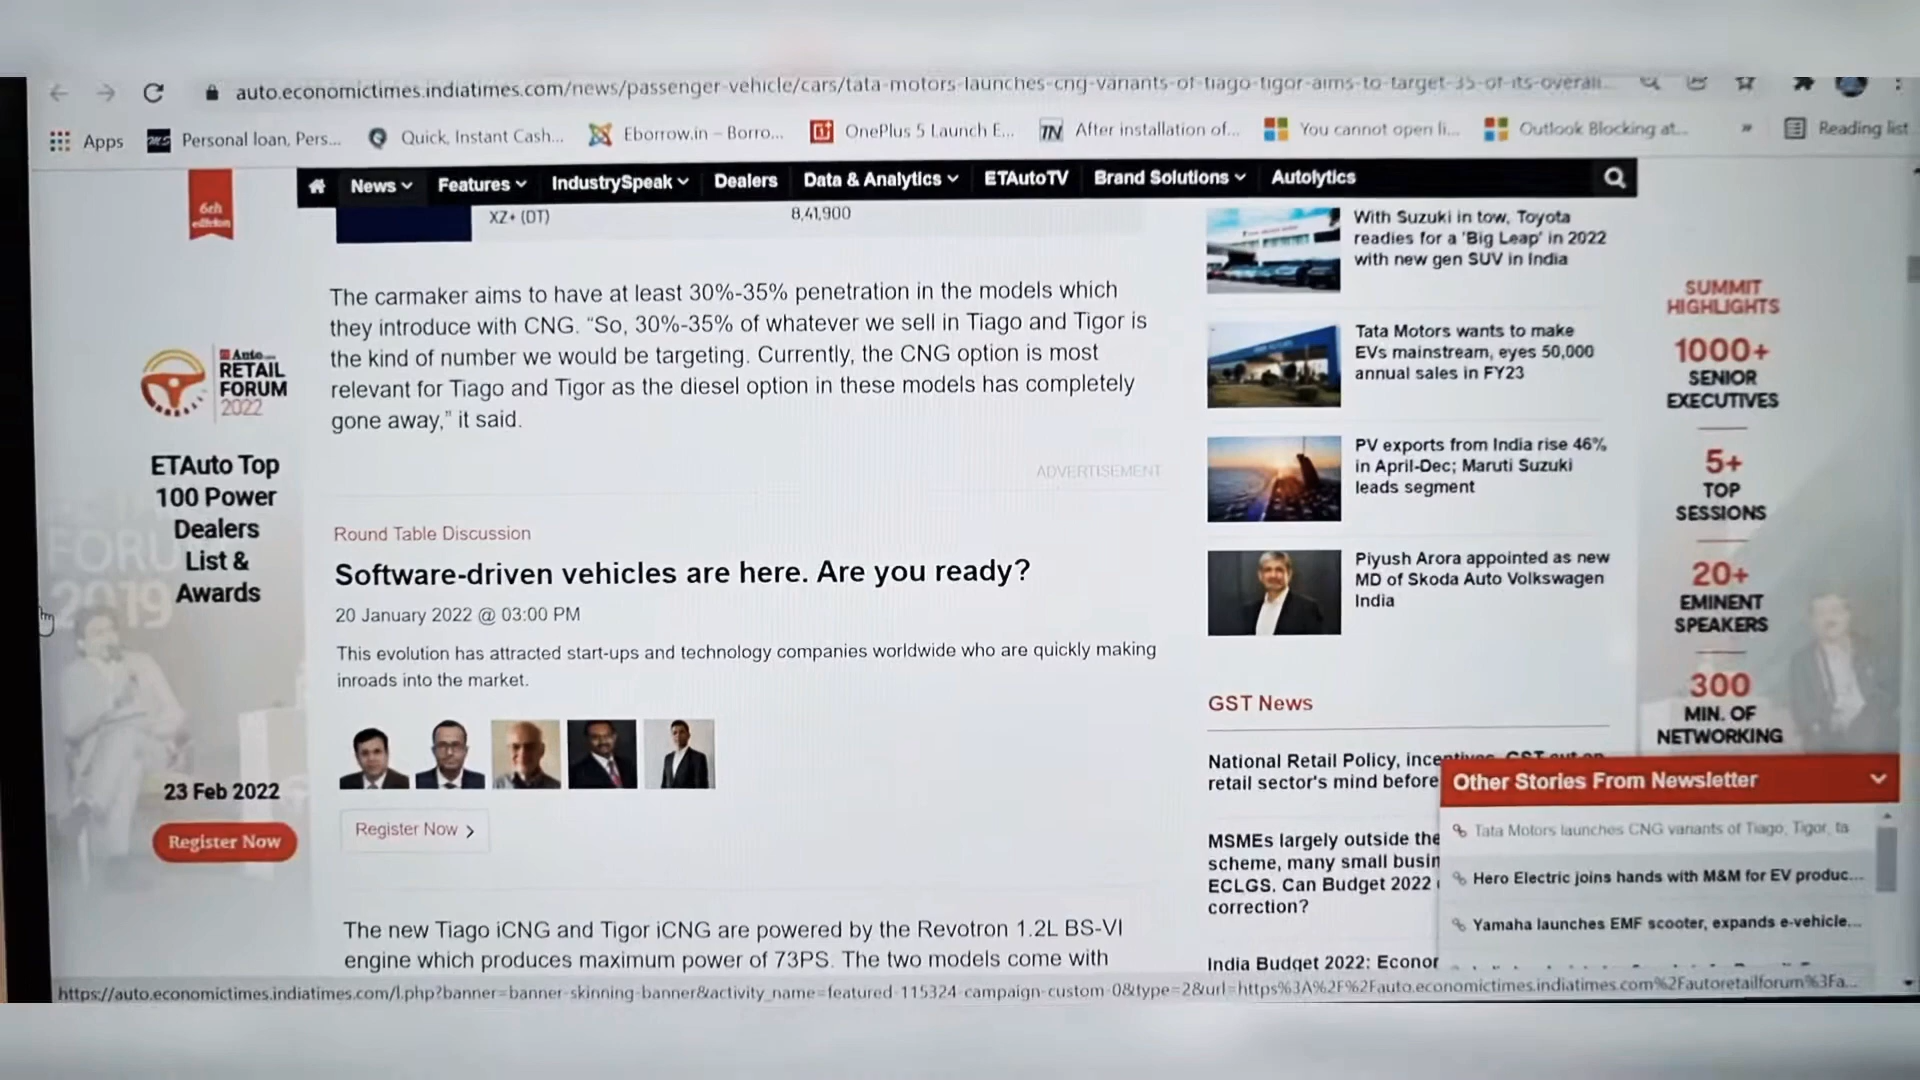 auto.economictimes.indiatimes.com/news/passenger-vehicle/cars/tata-motors-launches-cng-variants-of-tiago-tigor-aims-to-target-35-of-its-overall...
Apps
Personal loan, Pers...
Quick, Instant Cash...
Eborrow.in – Borro...
OnePlus 5 Launch E...
After installation of...
You cannot open li...
Outlook Blocking at...
»
Reading list
News
Features
IndustrySpeak
Dealers
Data & Analytics
ETAutoTV
Brand Solutions
Autolytics
6th
edition
Auto
RETAIL
FORUM
2022
ETAuto Top
100 Power
Dealers
List &
Awards
FORU
2019
23 Feb 2022
Register Now
XZ+ (DT)
8,41,900
The carmaker aims to have at least 30%-35% penetration in the models which
they introduce with CNG. “So, 30%-35% of whatever we sell in Tiago and Tigor is
the kind of number we would be targeting. Currently, the CNG option is most
relevant for Tiago and Tigor as the diesel option in these models has completely
gone away,” it said.
ADVERTISEMENT
Round Table Discussion
Software-driven vehicles are here. Are you ready?
20 January 2022 @ 03:00 PM
This evolution has attracted start-ups and technology companies worldwide who are quickly making
inroads into the market.
Register Now
The new Tiago iCNG and Tigor iCNG are powered by the Revotron 1.2L BS-VI
engine which produces maximum power of 73PS. The two models come with
With Suzuki in tow, Toyota
readies for a 'Big Leap' in 2022
with new gen SUV in India
Tata Motors wants to make
EVs mainstream, eyes 50,000
annual sales in FY23
PV exports from India rise 46%
in April-Dec; Maruti Suzuki
leads segment
Piyush Arora appointed as new
MD of Skoda Auto Volkswagen
India
GST News
National Retail Policy, incentives, GST cut on
retail sector's mind before
MSMEs largely outside the
scheme, many small busin
ECLGS. Can Budget 2022
correction?
India Budget 2022: Econor
SUMMIT
HIGHLIGHTS
1000+
SENIOR
EXECUTIVES
5+
TOP
SESSIONS
20+
EMINENT
SPEAKERS
300
MIN. OF
NETWORKING
Other Stories From Newsletter
Tata Motors launches CNG variants of Tiago, Tigor, ta
Hero Electric joins hands with M&M for EV produc...
Yamaha launches EMF scooter, expands e-vehicle...
https://auto.economictimes.indiatimes.com/l.php?banner=banner-skinning-banner&activity_name=featured-115324-campaign-custom-0&type=2&url=https%3A%2F%2Fauto.economictimes.indiatimes.com%2Fautoretailforum%3Fa...